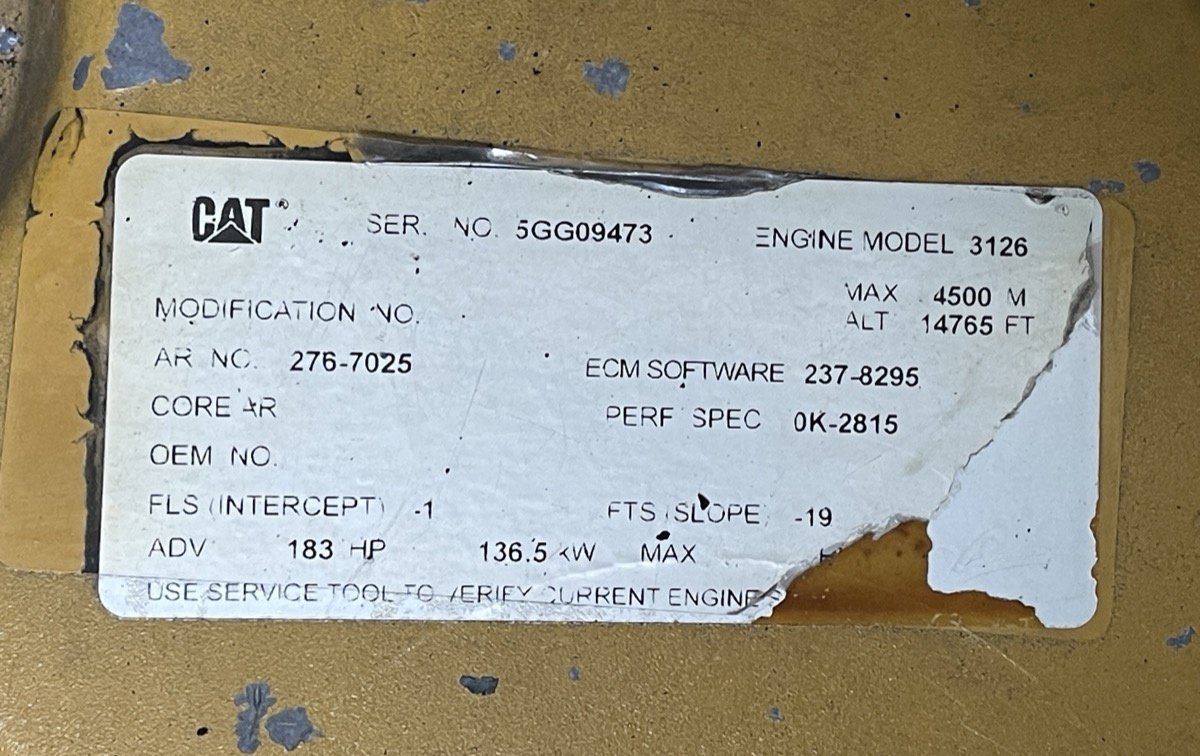 CAT® SER. NO. 5GG09473 ENGINE MODEL 3126
MAX 4500 M
MODIFICATION NO.
ALT 14765 FT
AR NO. 276-7025 ECM SOFTWARE 237-8295
CORE AR PERF SPEC 0K-2815
OEM NO.
FLS (INTERCEPT) -1 FTS (SLOPE) -19
ADV 183 HP 136.5 kW MAX
USE SERVICE TOOL TO VERIFY CURRENT ENGINE